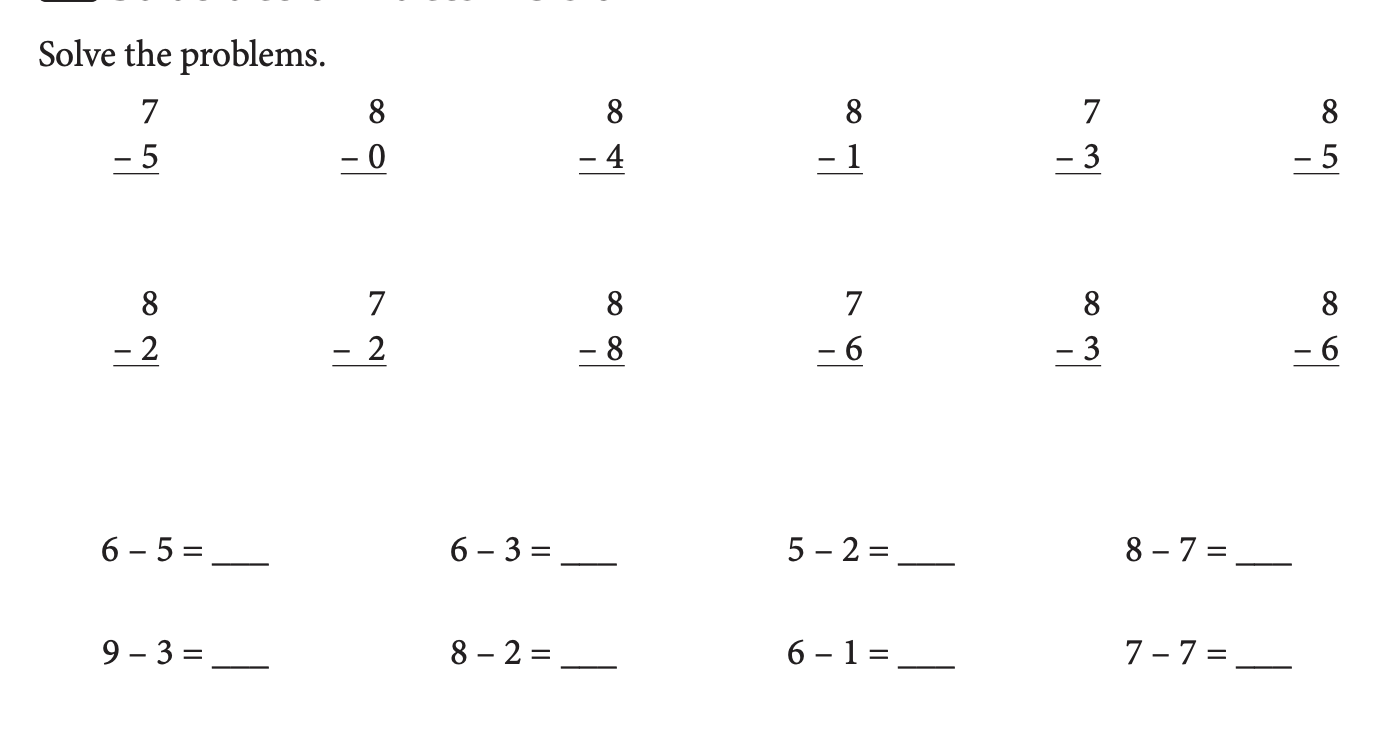 Solve the problems.
7 8 8 8 7 8
– 5 – 0 – 4 – 1 – 3 – 5
8 7 8 7 8 8
– 2 – 2 – 8 – 6 – 3 – 6
6 – 5 = ___ 6 – 3 = ___ 5 – 2 = ___ 8 – 7 = ___
9 – 3 = ___ 8 – 2 = ___ 6 – 1 = ___ 7 – 7 = ___